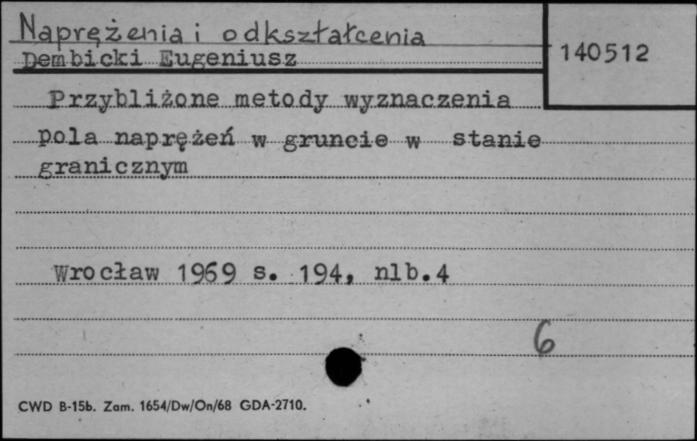 Naprężenia i odkształcenia
Dembicki Eugeniusz
140512
Przybliżone metody wyznaczenia
pola naprężeń w gruncie w stanie
granicznym
Wrocław 1969 s. 194, nlb.4
6
CWD B-15b. Zam. 1654/Dw/On/68 GDA-2710.